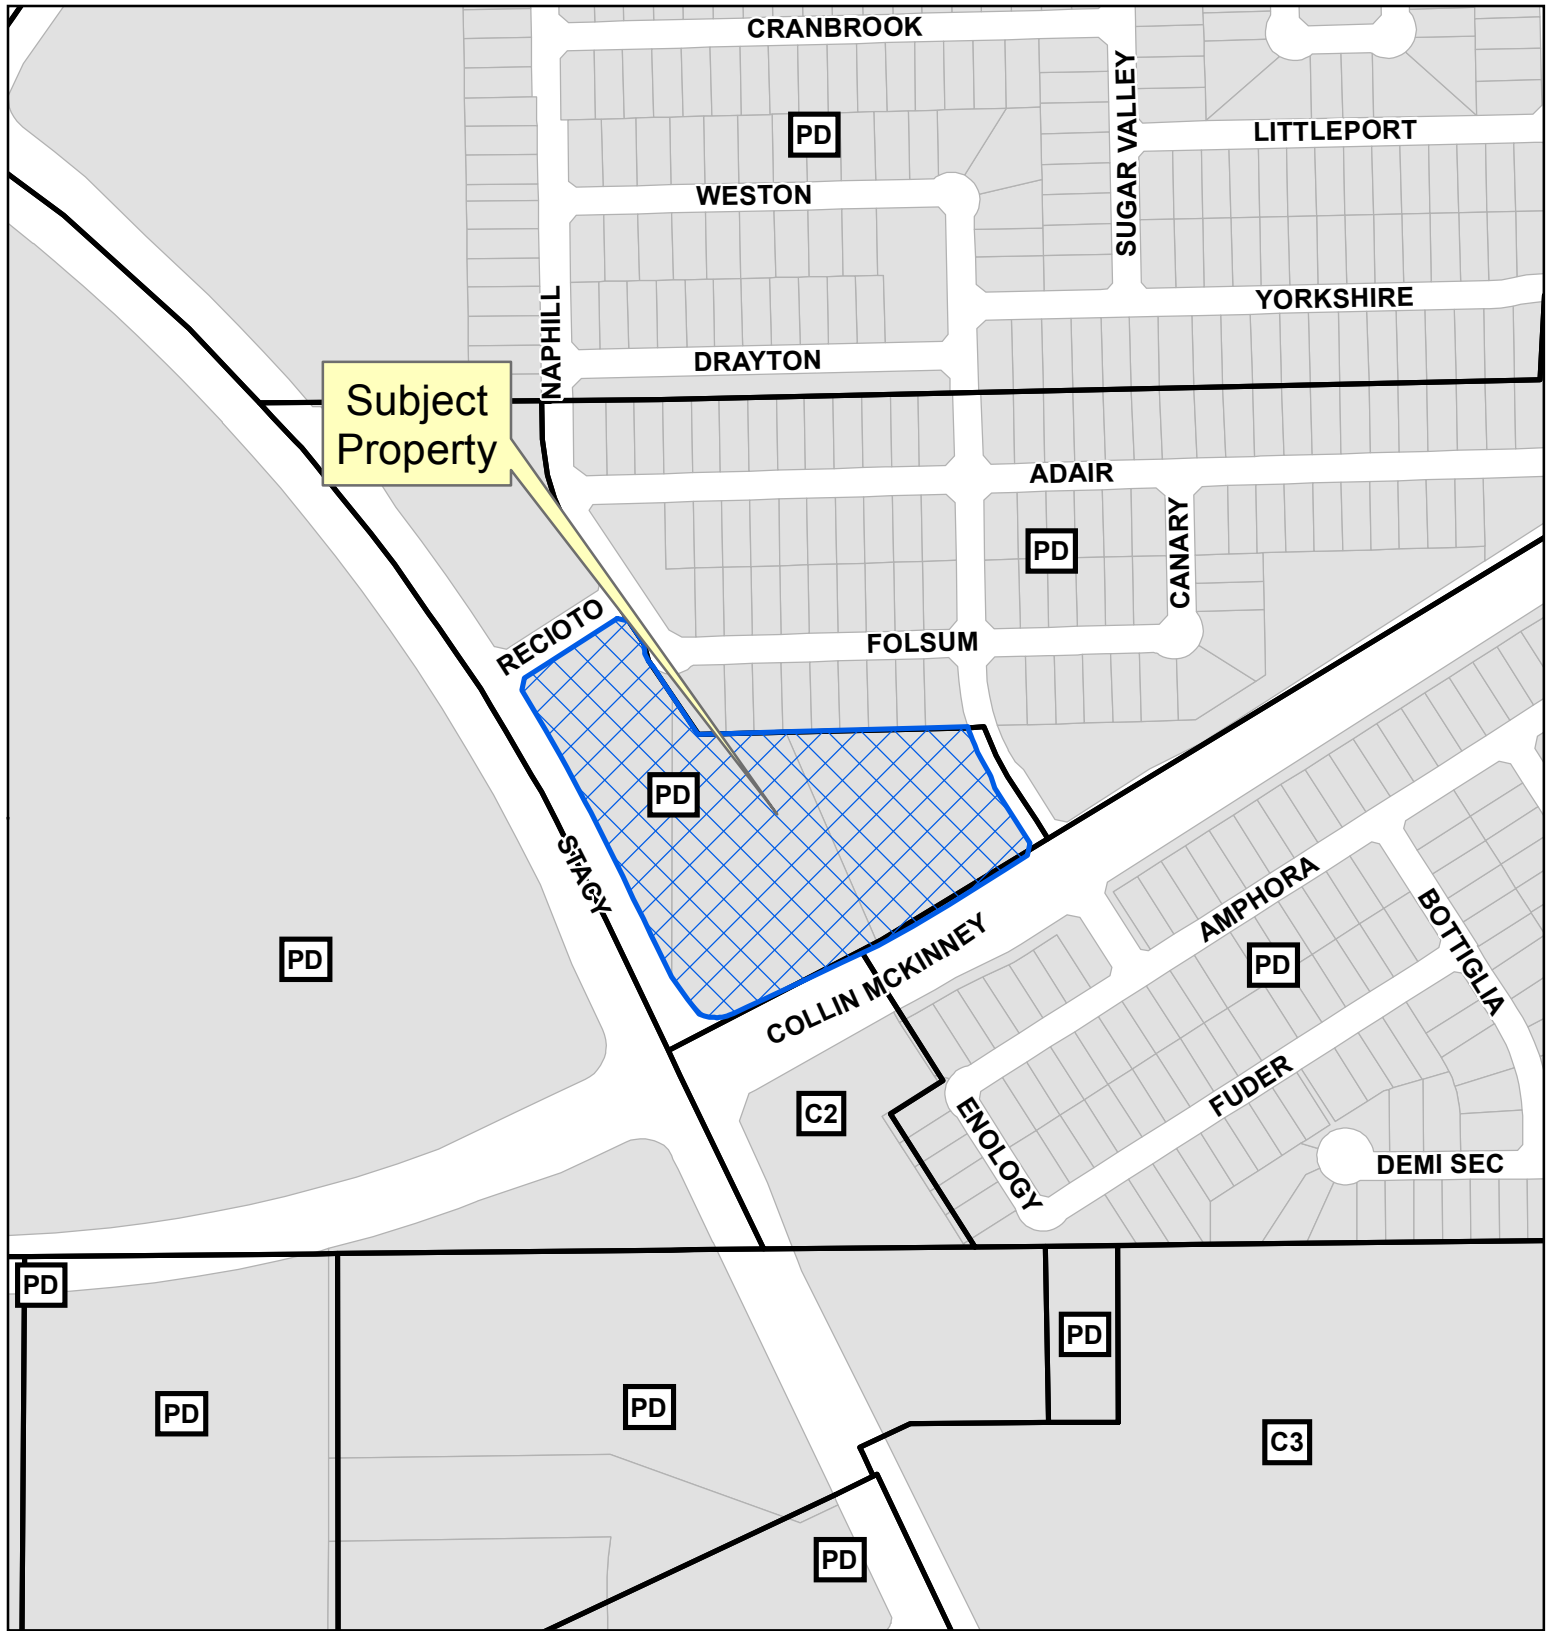 CRANBROOK
SUGAR VALLEY
LITTLEPORT
PD
WESTON
NAPHILL
YORKSHIRE
DRAYTON
Subject
Property
ADAIR
CANARY
PD
RECIOTO
FOLSUM
PD
STACY
AMPHORA
BOTTIGLIA
PD
PD
COLLIN MCKINNEY
FUDER
C2
ENOLOGY
DEMI SEC
PD
PD
PD
PD
C3
PD